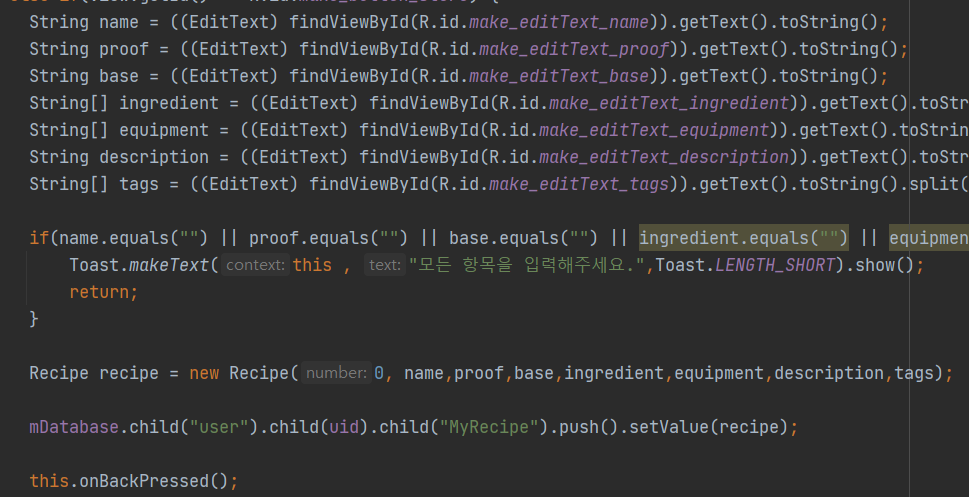 String name = ((EditText) findViewById(R.id.make_editText_name)).getText().toString();
String proof = ((EditText) findViewById(R.id.make_editText_proof)).getText().toString();
String base = ((EditText) findViewById(R.id.make_editText_base)).getText().toString();
String[] ingredient = ((EditText) findViewById(R.id.make_editText_ingredient)).getText().toStr
String[] equipment = ((EditText) findViewById(R.id.make_editText_equipment)).getText().toStrin
String description = ((EditText) findViewById(R.id.make_editText_description)).getText().toStr
String[] tags = ((EditText) findViewById(R.id.make_editText_tags)).getText().toString().split(
if(name.equals("") || proof.equals("") || base.equals("") || ingredient.equals("") || equipmen
Toast.makeText( context: this , text: "모든 항목을 입력해주세요.",Toast.LENGTH_SHORT).show();
return;
}
Recipe recipe = new Recipe( number: 0, name,proof,base,ingredient,equipment,description,tags);
mDatabase.child("user").child(uid).child("MyRecipe").push().setValue(recipe);
this.onBackPressed();